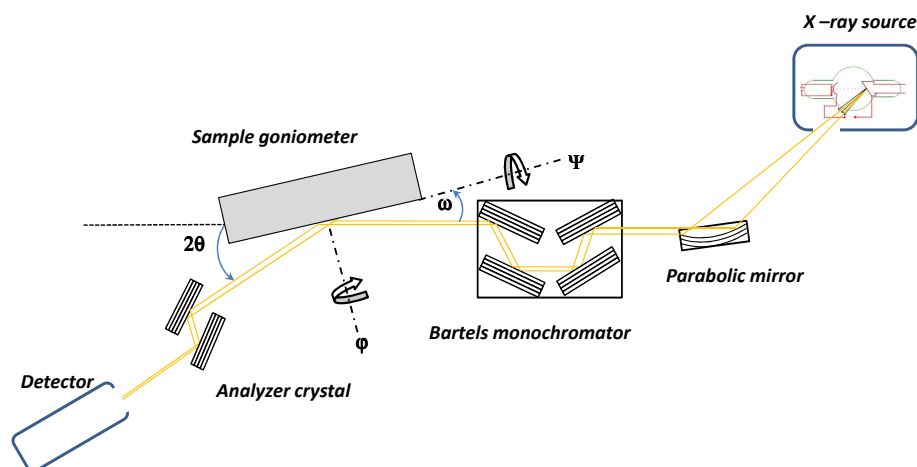 X –ray source
Sample goniometer
Ψ
ω
2θ
Parabolic mirror
Bartels monochromator
φ
Detector
Analyzer crystal